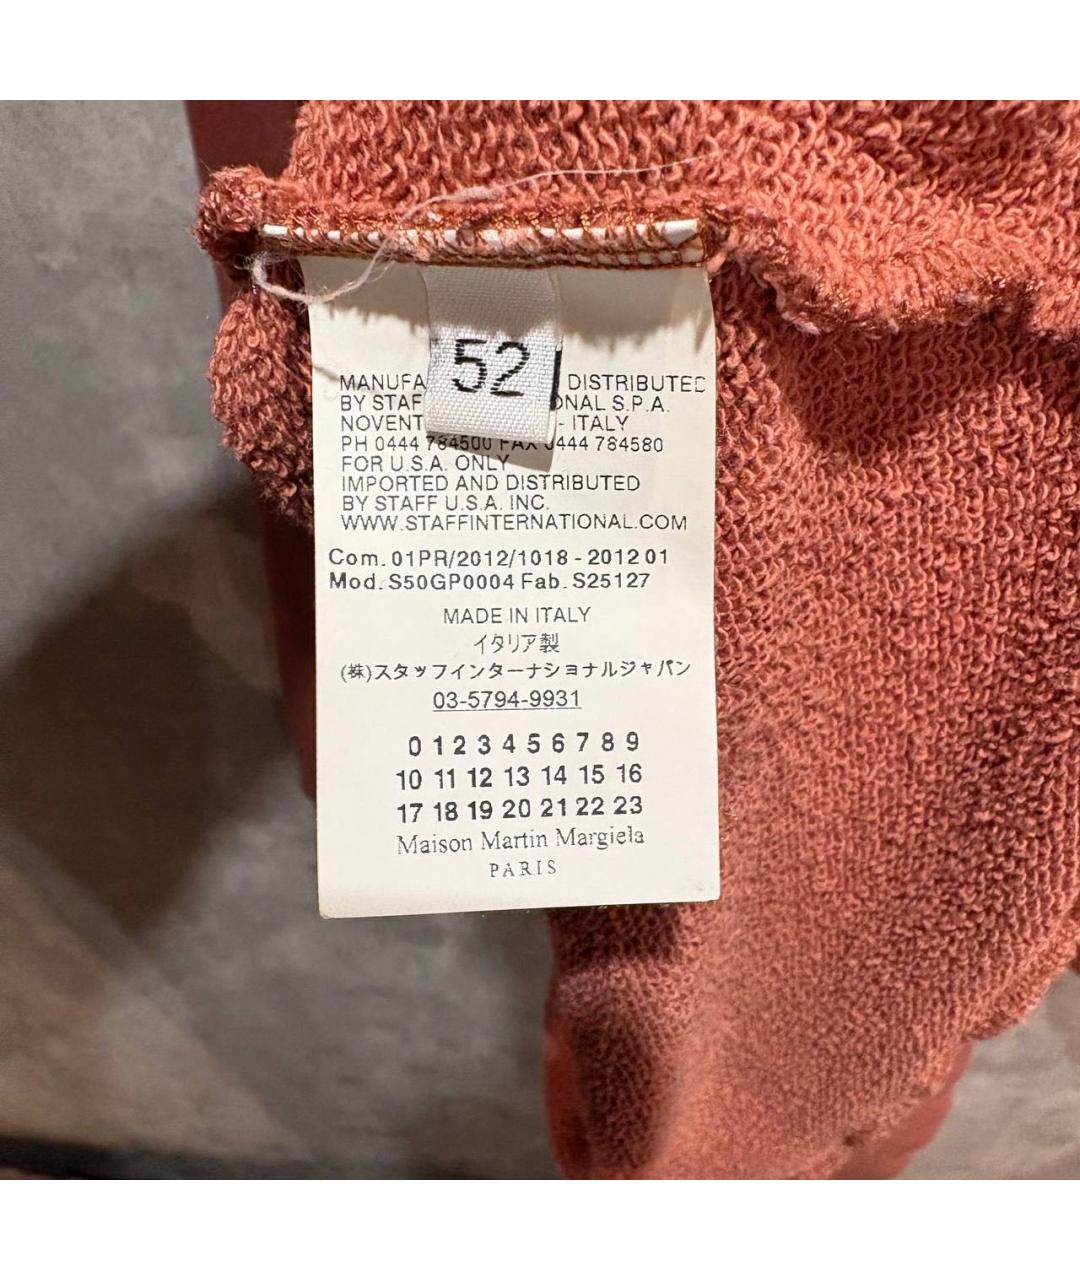 52
MANUFA DISTRIBUTED
BY STAF ONAL S.P.A.
NOVENT - ITALY
PH 0444 784500 FAX 0444 784580
FOR U.S.A. ONLY
IMPORTED AND DISTRIBUTED
BY STAFF U.S.A. INC.
WWW.STAFFINTERNATIONAL.COM
Com. 01PR/2012/1018 - 2012 01
Mod. S50GP0004 Fab. S25127
MADE IN ITALY
イタリア製
(株)スタッフインターナショナルジャパン
03-5794-9931
0 1 2 3 4 5 6 7 8 9
10 11 12 13 14 15 16
17 18 19 20 21 22 23
Maison Martin Margiela
PARIS